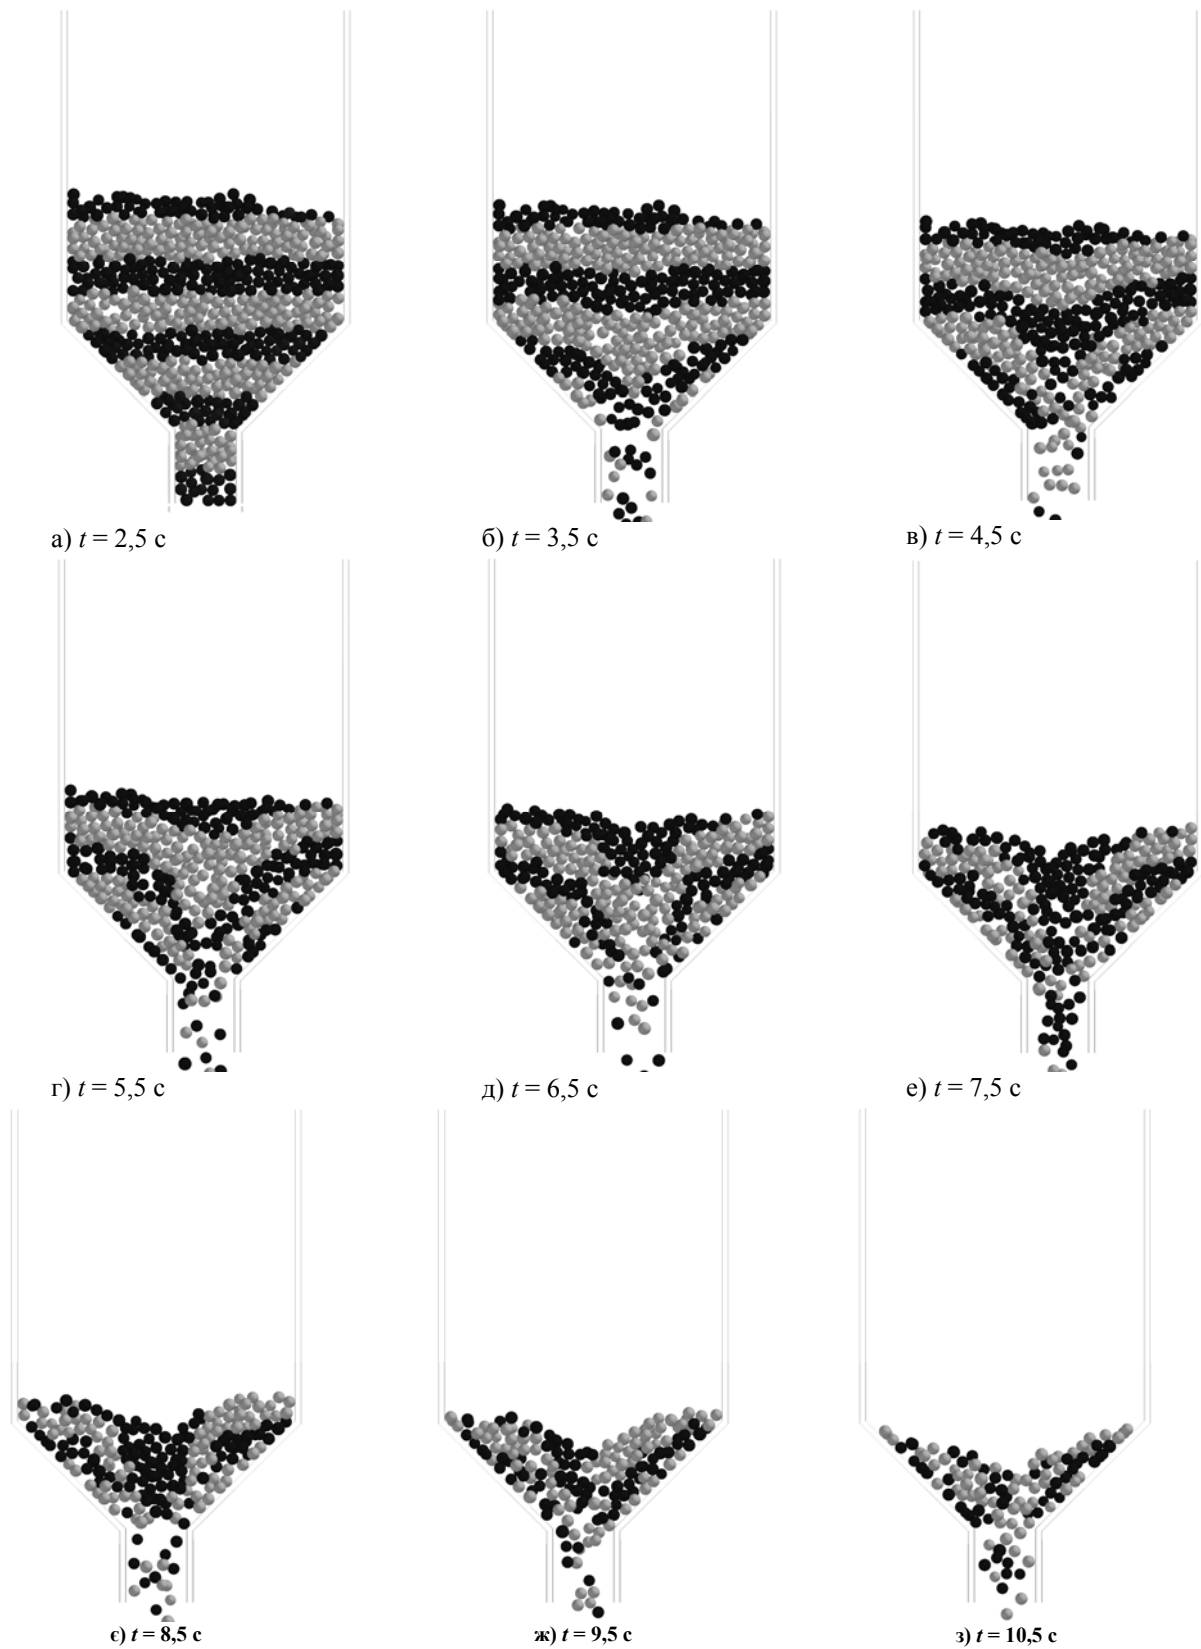 а) t = 2,5 с
б) t = 3,5 с
в) t = 4,5 с
г) t = 5,5 с
д) t = 6,5 с
е) t = 7,5 с
є) t = 8,5 с
ж) t = 9,5 с
з) t = 10,5 с